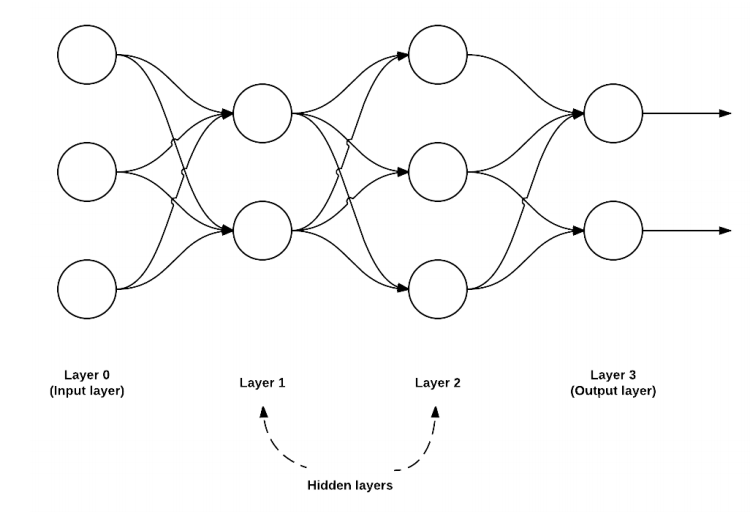 Layer 0
(Input layer)
Layer 1
Layer 2
Layer 3
(Output layer)
Hidden layers